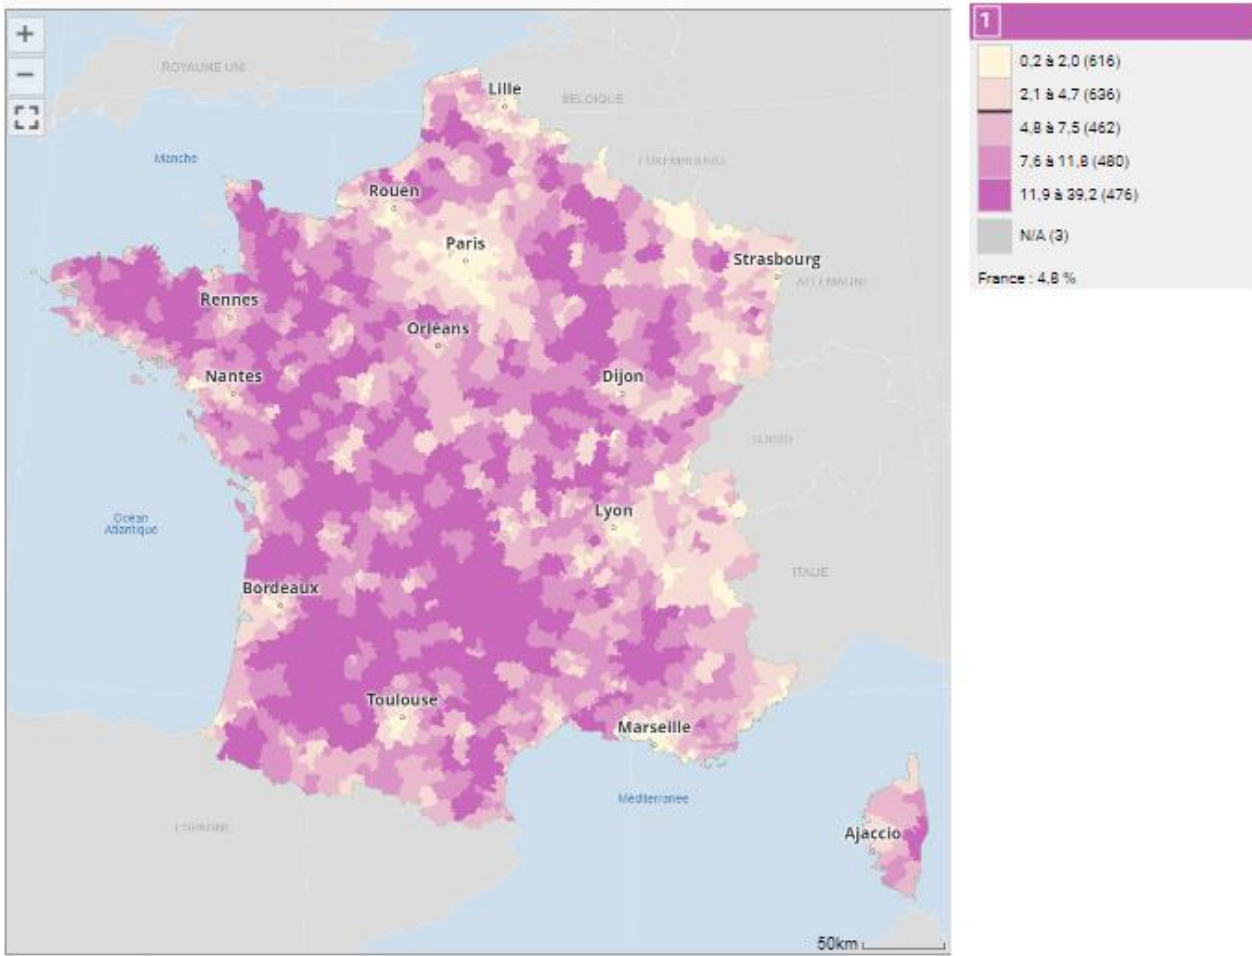 +
1
ROYAUME UNI
Lille
BELGIQUE
0,2 à 2,0 (616)
2,1 à 4,7 (636)
4,8 à 7,5 (462)
7,6 à 11,8 (480)
11,9 à 39,2 (476)
N/A (3)
France : 4,8 %
−
Manche
LUXEMBOURG
Rouen
Paris
Strasbourg
ALLEMAGNE
Rennes
Orléans
Nantes
Dijon
SUISSE
Océan
Atlantique
Lyon
ITALIE
Bordeaux
Toulouse
Marseille
Méditerranée
ESPAGNE
Ajaccio
50km